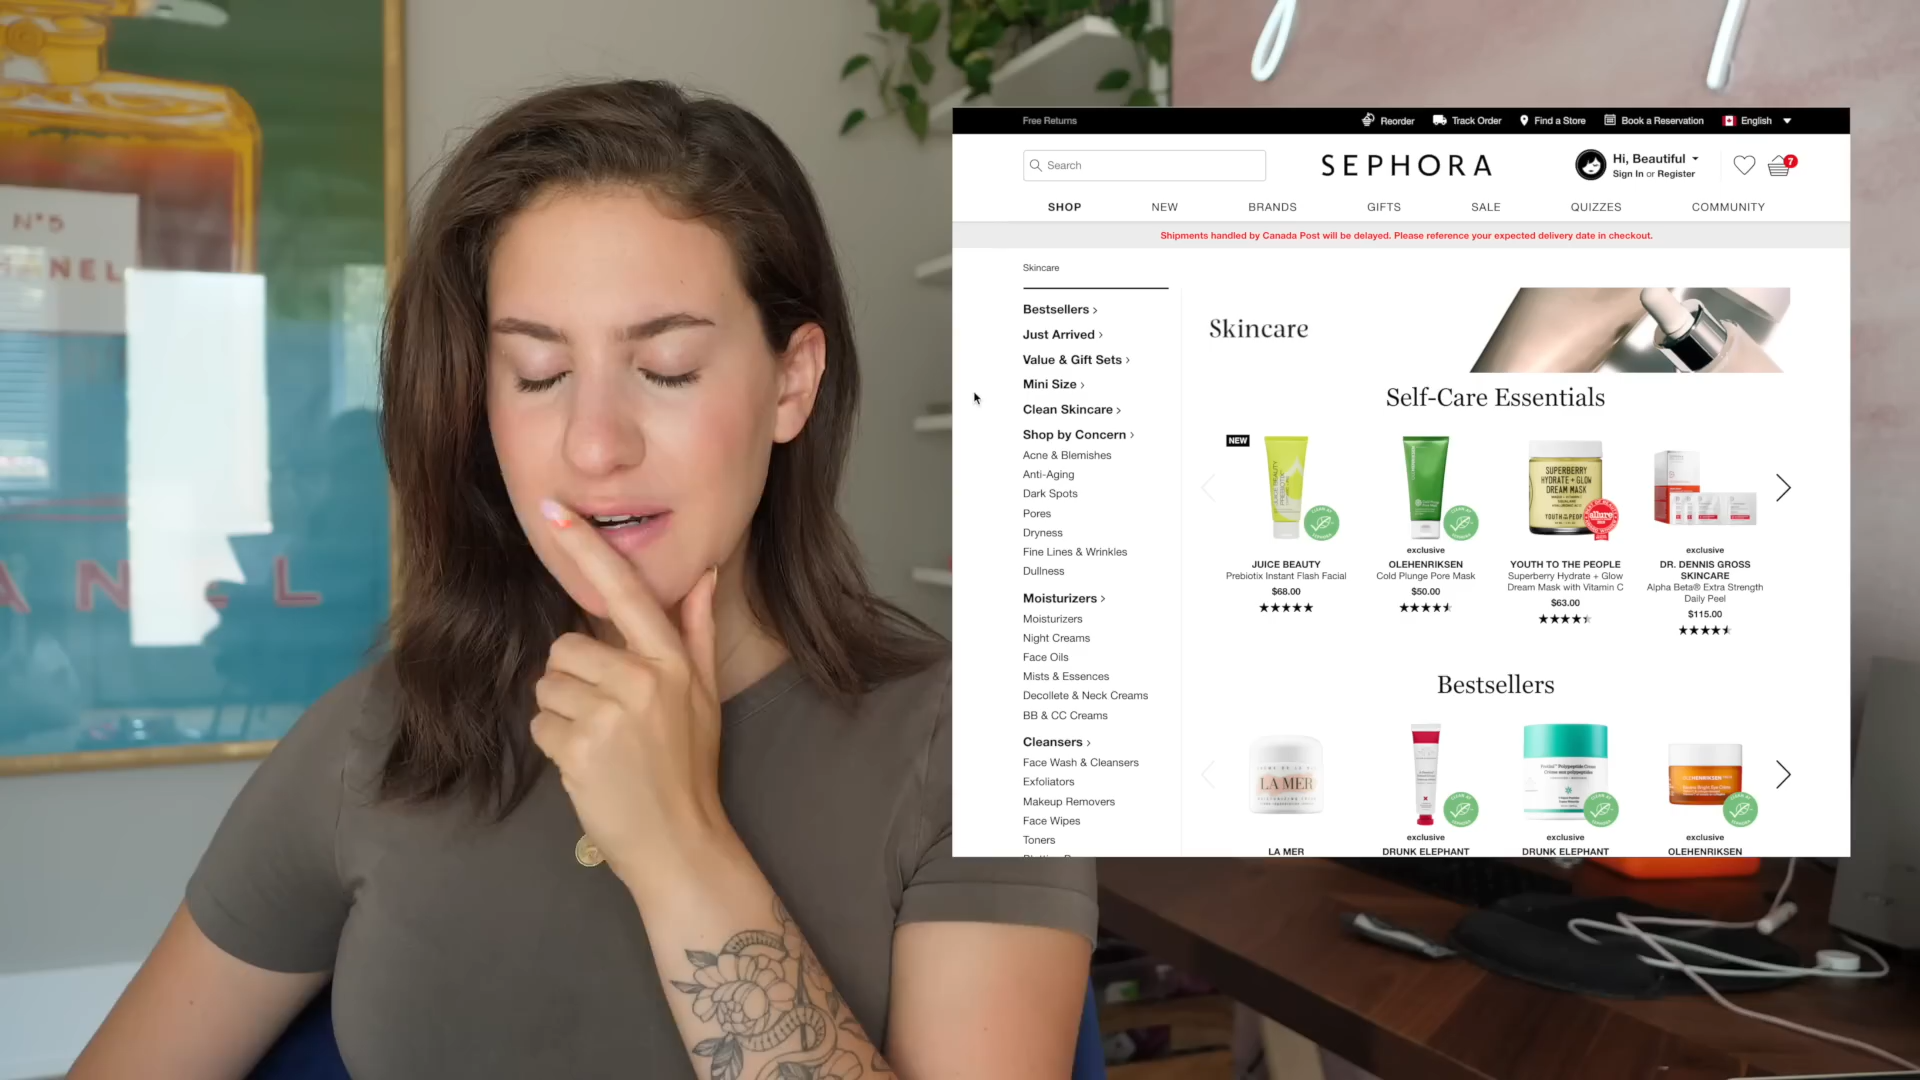 N°5
ANEL
Free Returns
Reorder
Track Order
Find a Store
Book a Reservation
English
Search
SEPHORA
Hi, Beautiful
Sign In or Register
7
SHOP
NEW
BRANDS
GIFTS
SALE
QUIZZES
COMMUNITY
Shipments handled by Canada Post will be delayed. Please reference your expected delivery date in checkout.
Skincare
Bestsellers >
Just Arrived >
Value & Gift Sets >
Mini Size >
Clean Skincare >
Shop by Concern >
Acne & Blemishes
Anti-Aging
Dark Spots
Pores
Dryness
Fine Lines & Wrinkles
Dullness
Moisturizers >
Moisturizers
Night Creams
Face Oils
Mists & Essences
Decollete & Neck Creams
BB & CC Creams
Cleansers >
Face Wash & Cleansers
Exfoliators
Makeup Removers
Face Wipes
Toners
Skincare
Self-Care Essentials
NEW
JUICE BEAUTY
Prebiotix Instant Flash Facial
$68.00
exclusive
OLEHENRIKSEN
Cold Plunge Pore Mask
$50.00
SUPERBERRY
HYDRATE + GLOW
DREAM MASK
YOUTH TO THE PEOPLE
Superberry Hydrate + Glow
Dream Mask with Vitamin C
$63.00
exclusive
DR. DENNIS GROSS
SKINCARE
Alpha Beta® Extra Strength
Daily Peel
$115.00
Bestsellers
LA MER
LA MER
exclusive
DRUNK ELEPHANT
exclusive
DRUNK ELEPHANT
OLEHENRIKSEN
exclusive
OLEHENRIKSEN